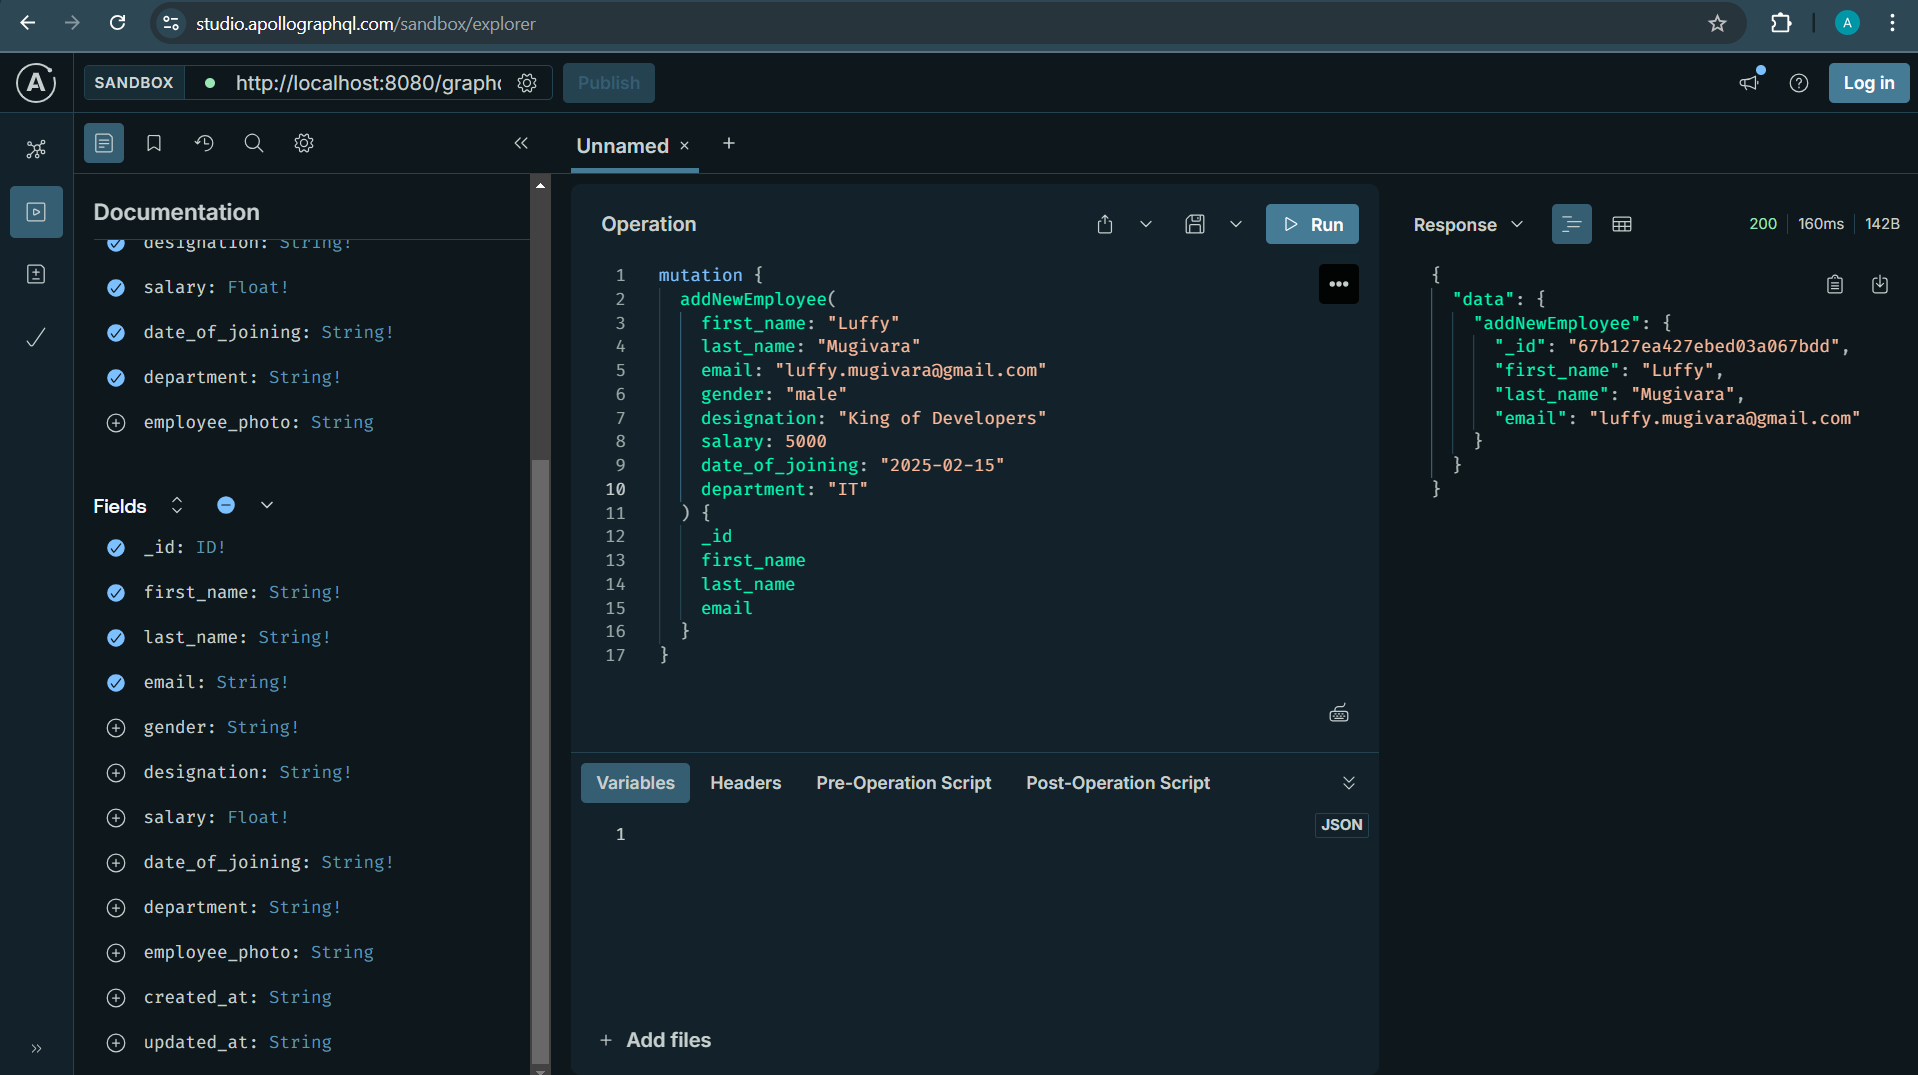 studio.apollographql.com/sandbox/explorer
A
A
SANDBOX
http://localhost:8080/graphc
Publish
Log in
Unnamed
Documentation
designation: String!
salary: Float!
date_of_joining: String!
department: String!
employee_photo: String
Fields
_id: ID!
first_name: String!
last_name: String!
email: String!
gender: String!
designation: String!
salary: Float!
date_of_joining: String!
department: String!
employee_photo: String
created_at: String
updated_at: String
Operation
Run
1 mutation {
2 addNewEmployee(
3 first_name: "Luffy"
4 last_name: "Mugivara"
5 email: "luffy.mugivara@gmail.com"
6 gender: "male"
7 designation: "King of Developers"
8 salary: 5000
9 date_of_joining: "2025-02-15"
10 department: "IT"
11 ) {
12 _id
13 first_name
14 last_name
15 email
16 }
17 }
Variables
Headers
Pre-Operation Script
Post-Operation Script
1
JSON
+ Add files
Response
200
160ms
142B
{
"data": {
"addNewEmployee": {
"_id": "67b127ea427ebed03a067bdd",
"first_name": "Luffy",
"last_name": "Mugivara",
"email": "luffy.mugivara@gmail.com"
}
}
}